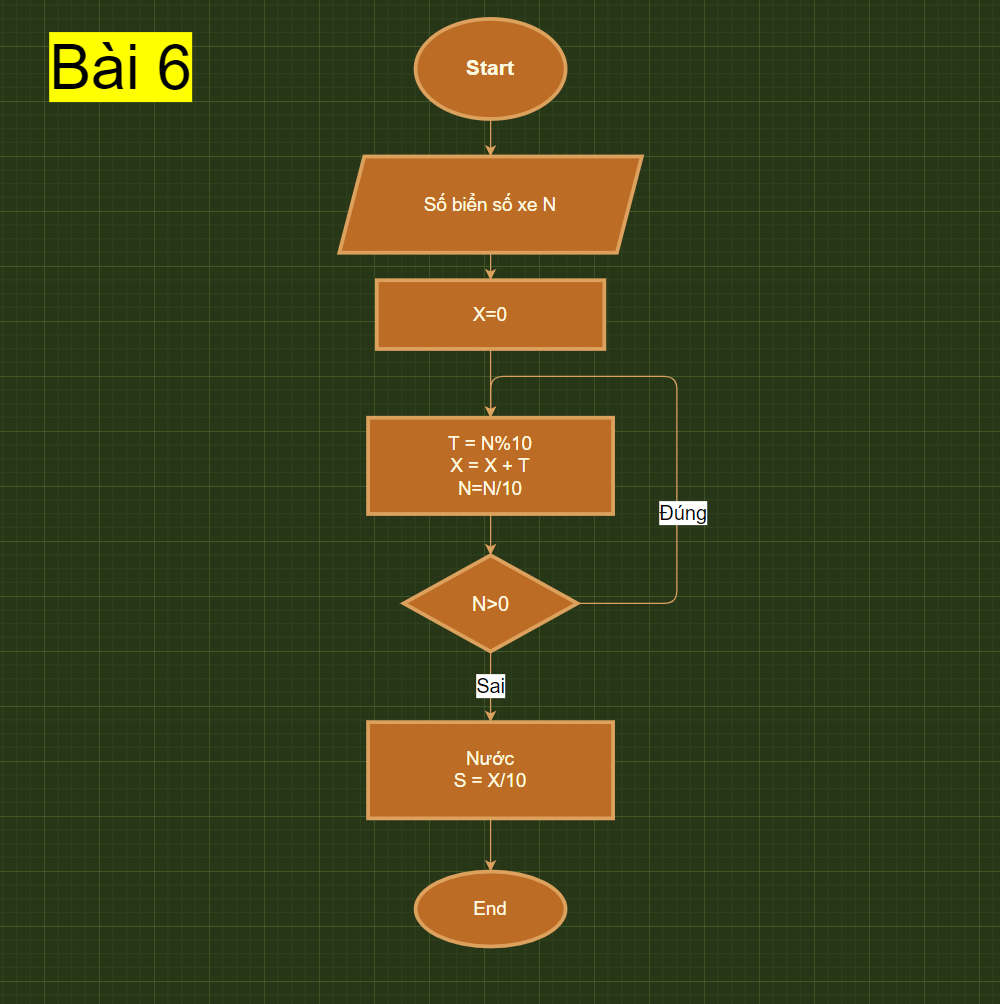 Bài 6
Start
Số biển số xe N
X=0
T = N%10
X = X + T
N=N/10
Đúng
N>0
Sai
Nước
S = X/10
End